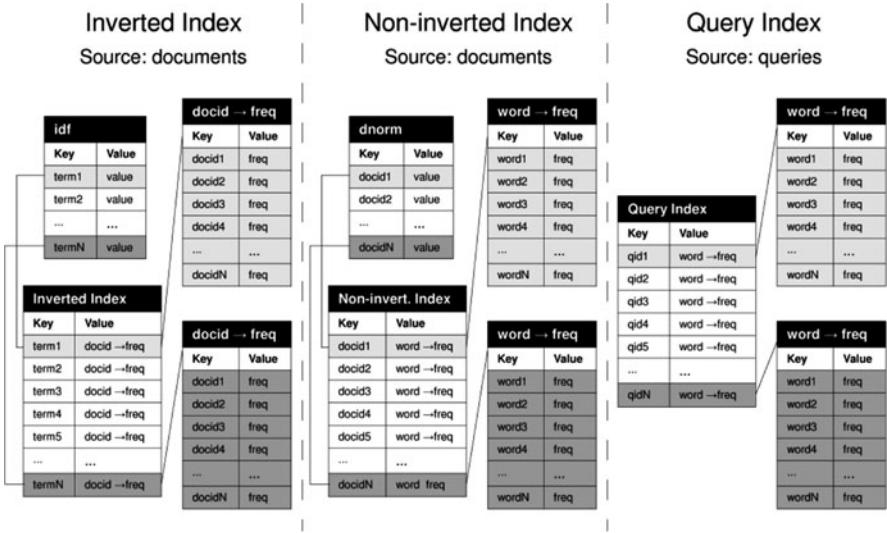 Inverted Index
Source: documents
idf
Key Value
term1 value
term2 value
... ...
termN value
docid → freq
Key Value
docid1 freq
docid2 freq
docid3 freq
docid4 freq
... ...
docidN freq
Inverted Index
Key Value
term1 docid →freq
term2 docid →freq
term3 docid →freq
term4 docid →freq
term5 docid →freq
... ...
termN docid →freq
docid → freq
Key Value
docid1 freq
docid2 freq
docid3 freq
docid4 freq
... ...
docidN freq
Non-inverted Index
Source: documents
dnorm
Key Value
docid1 value
docid2 value
... ...
docidN value
word → freq
Key Value
word1 freq
word2 freq
word3 freq
word4 freq
... ...
wordN freq
Non-invert. Index
Key Value
docid1 word →freq
docid2 word →freq
docid3 word →freq
docid4 word →freq
docid5 word →freq
... ...
docidN word freq
word → freq
Key Value
word1 freq
word2 freq
word3 freq
word4 freq
... ...
wordN freq
Query Index
Source: queries
word → freq
Key Value
word1 freq
word2 freq
word3 freq
word4 freq
... ...
wordN freq
Query Index
Key Value
qid1 word →freq
qid2 word →freq
qid3 word →freq
qid4 word →freq
qid5 word →freq
... ...
qidN word →freq
word → freq
Key Value
word1 freq
word2 freq
word3 freq
word4 freq
... ...
wordN freq